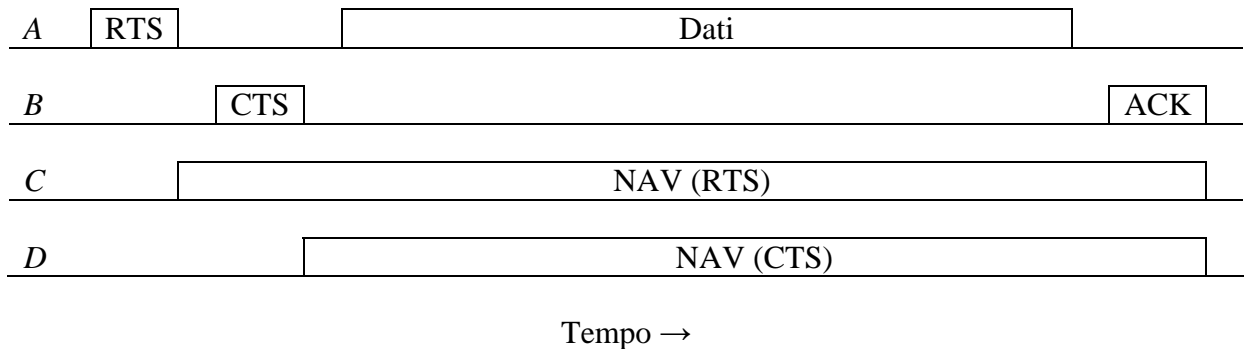 A RTS Dati
B CTS ACK
C NAV (RTS)
D NAV (CTS)
Tempo →